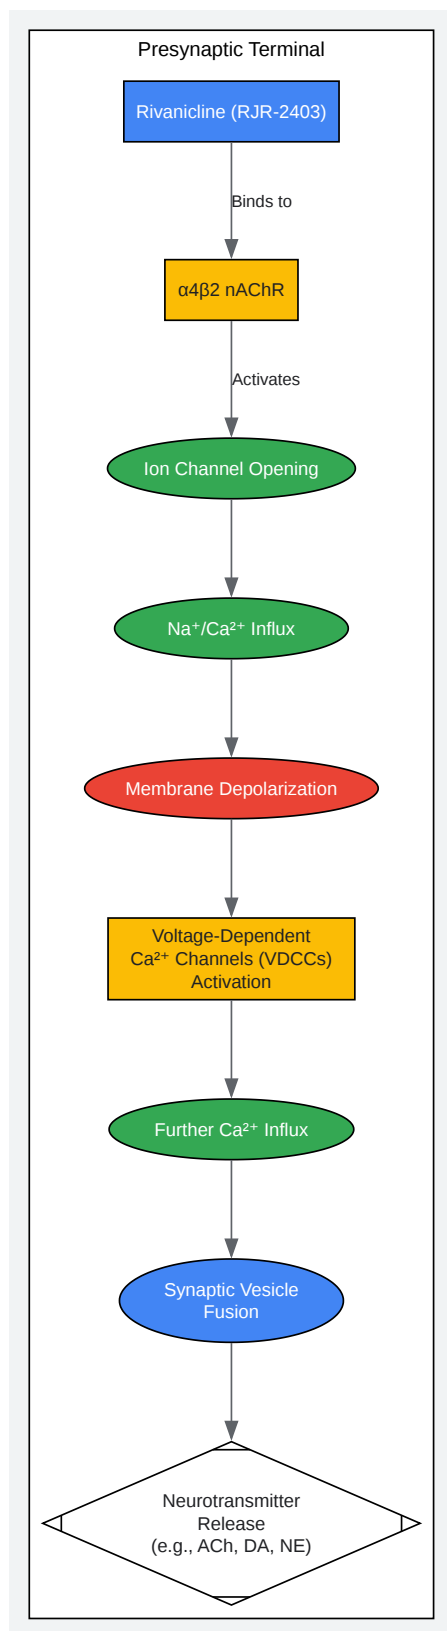 Presynaptic Terminal
Rivanicline (RJR-2403)
Binds to
α4β2 nAChR
Activates
Ion Channel Opening
Na⁺/Ca²⁺ Influx
Membrane Depolarization
Voltage-Dependent
Ca²⁺ Channels (VDCCs)
Activation
Further Ca²⁺ Influx
Synaptic Vesicle
Fusion
Neurotransmitter
Release
(e.g., ACh, DA, NE)